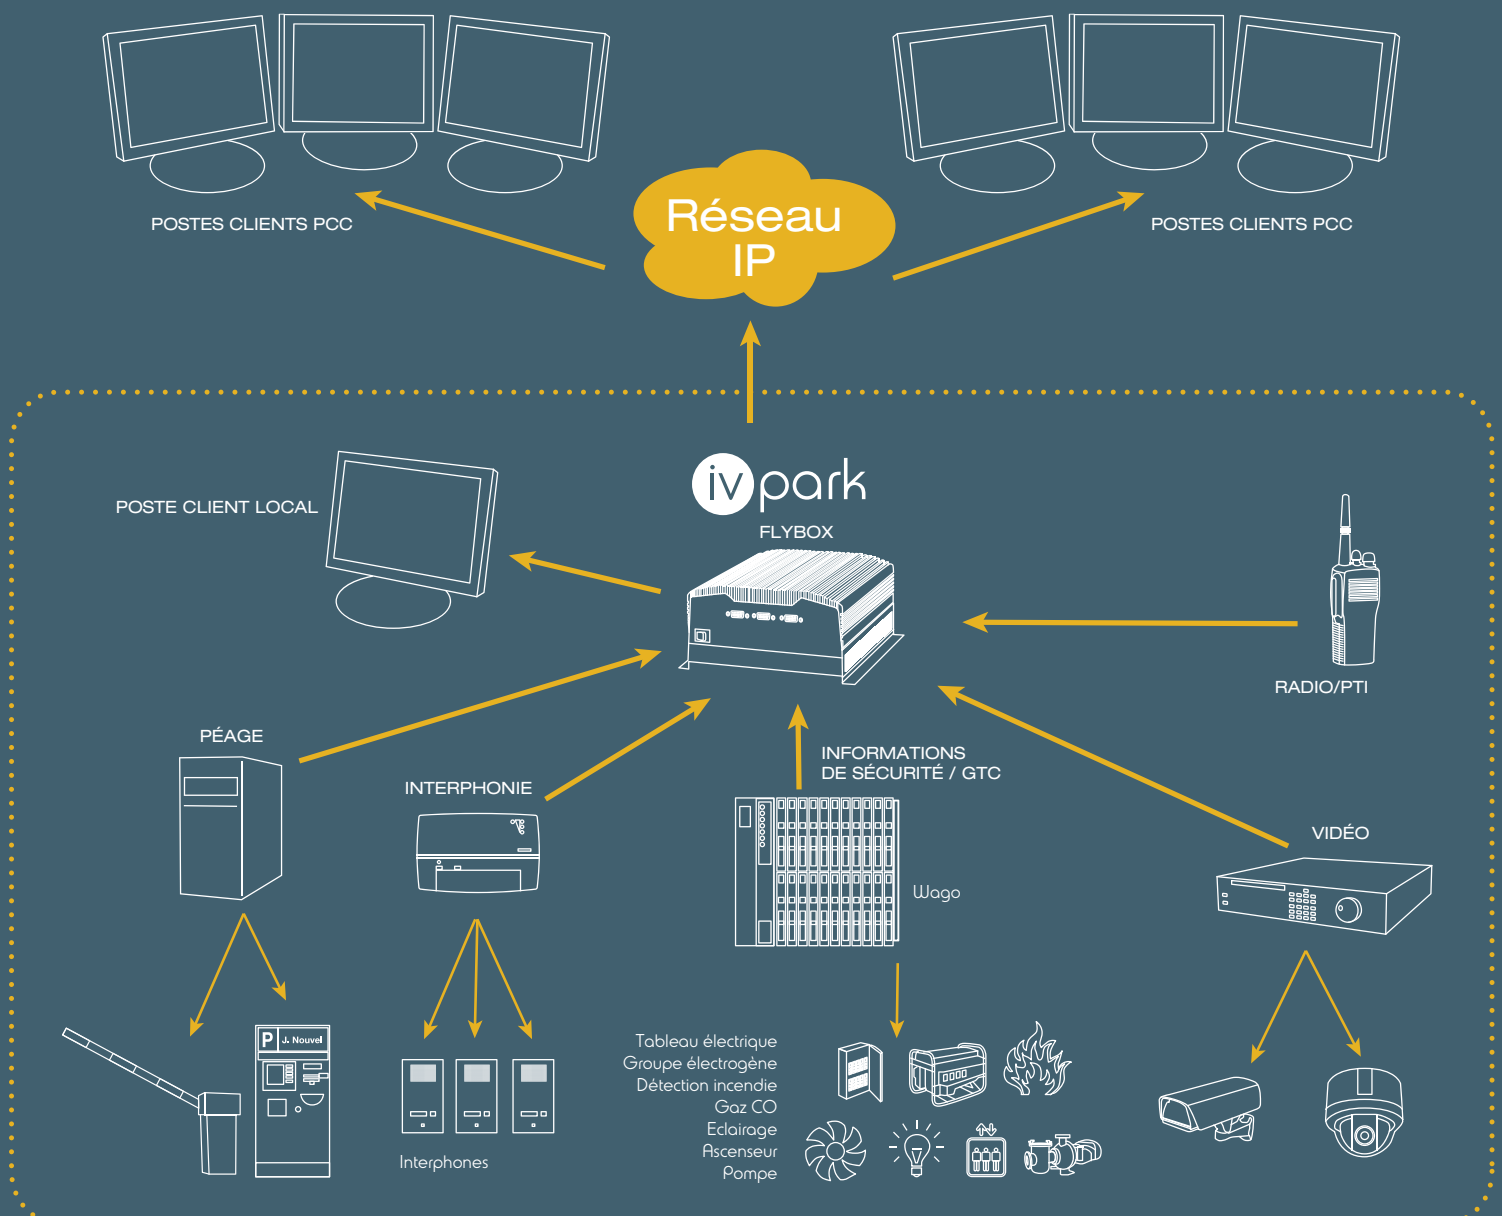 POSTES CLIENTS PCC
POSTES CLIENTS PCC
Réseau
IP
ivpark
FLYBOX
POSTE CLIENT LOCAL
RADIO/PTI
PÉAGE
INTERPHONIE
INFORMATIONS
DE SÉCURITÉ / GTC
VIDÉO
Wago
P J. Nouvel
Interphones
Tableau électrique
Groupe électrogène
Détection incendie
Gaz CO
Eclairage
Ascenseur
Pompe